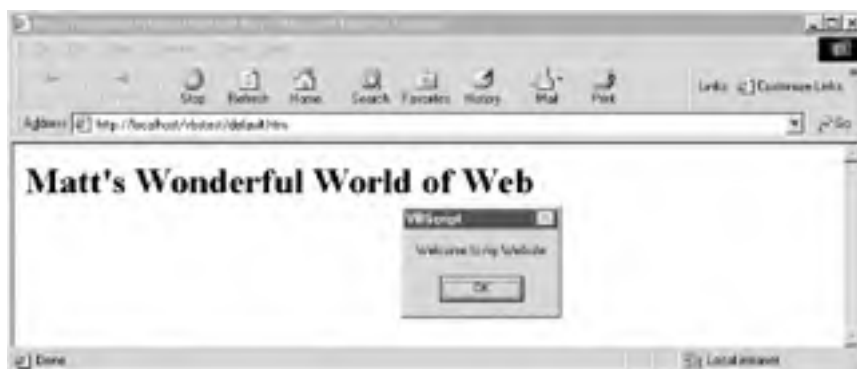 Stop Refresh Home Search Favorites History Mail Print Links Customize Links
Address http://localhost/vbstest/default.htm Go
Matt's Wonderful World of Web
VBScript
Welcome to my Website
OK
Done Local intranet